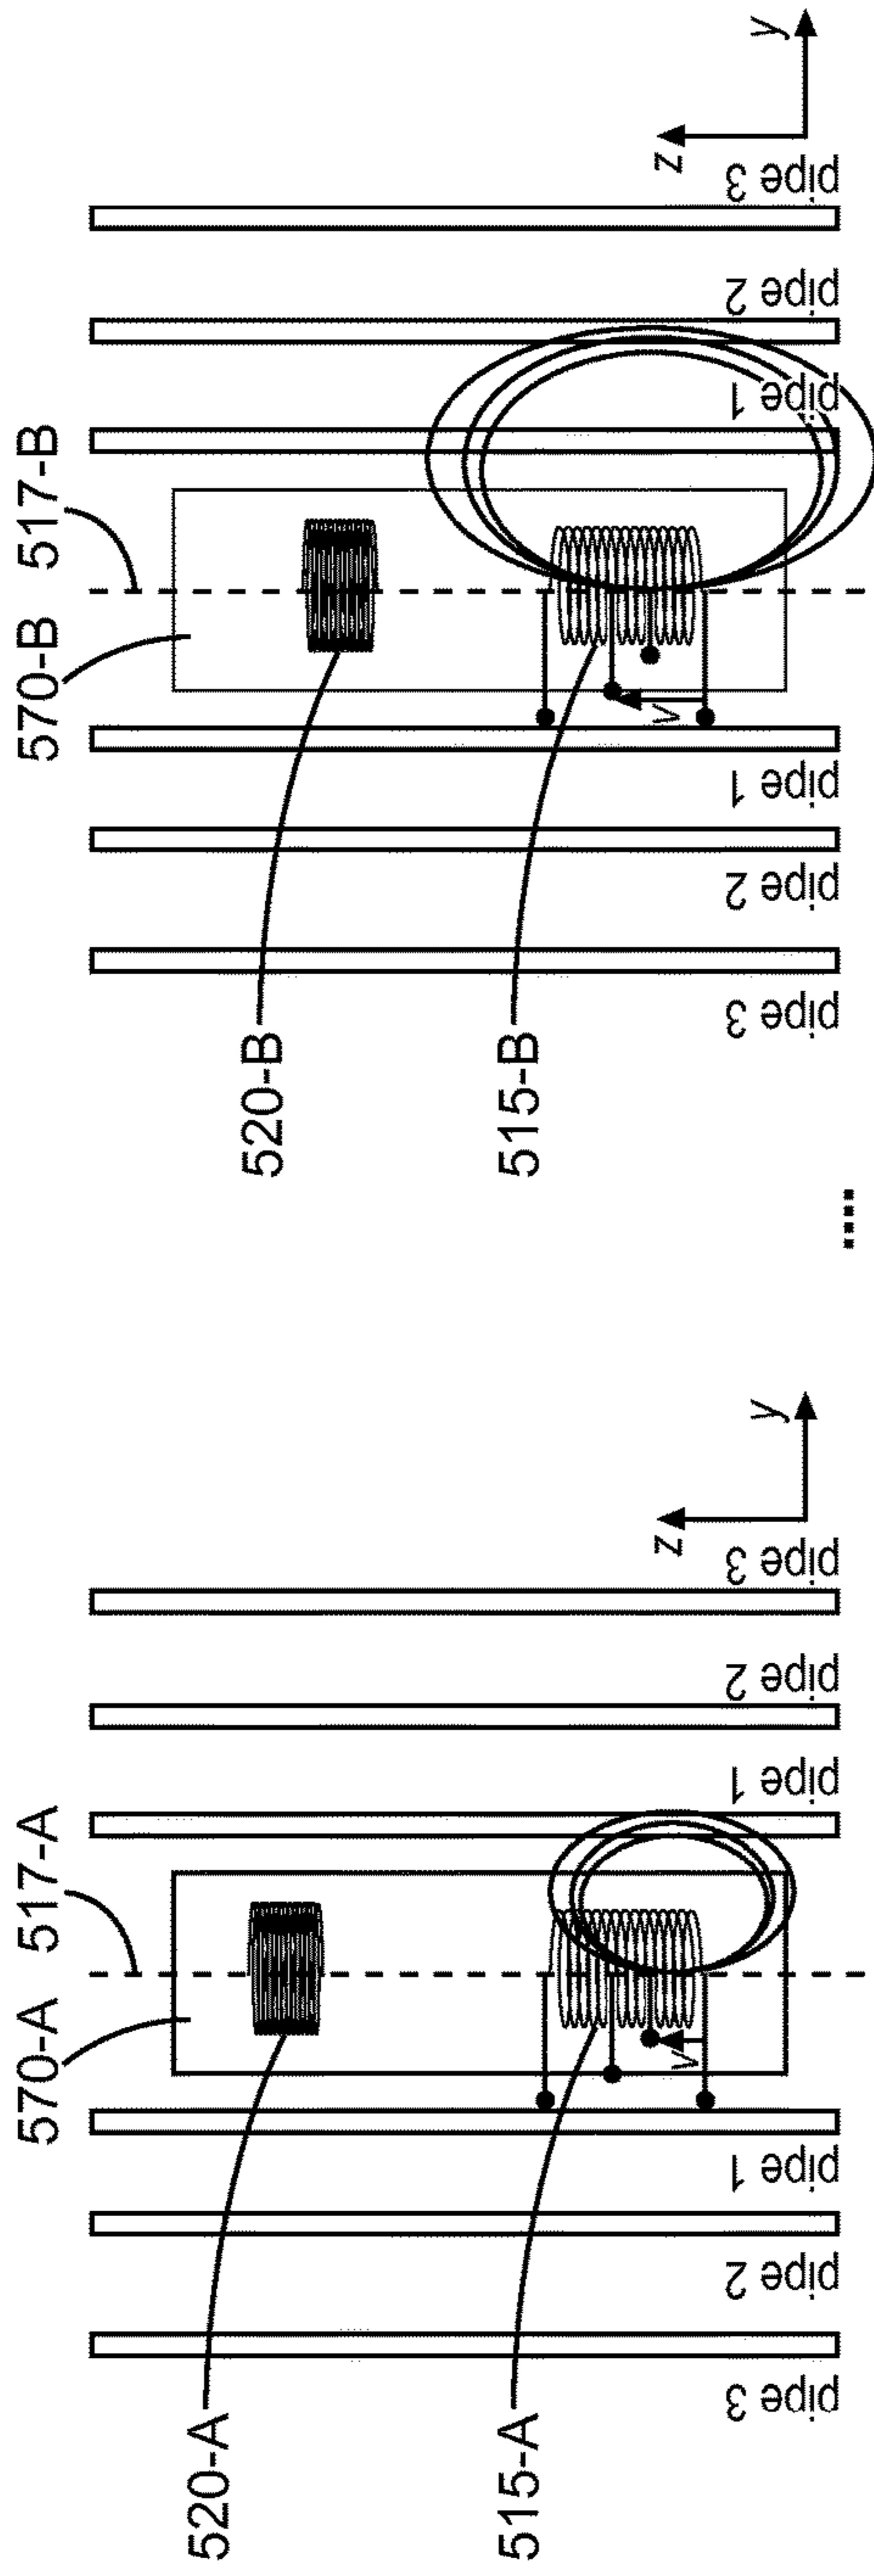 570-A
517-A
520-A
515-A
v
z
y
pipe 3
pipe 2
pipe 1
pipe 1
pipe 2
pipe 3
....
570-B
517-B
520-B
515-B
v
z
y
pipe 3
pipe 2
pipe 1
pipe 1
pipe 2
pipe 3